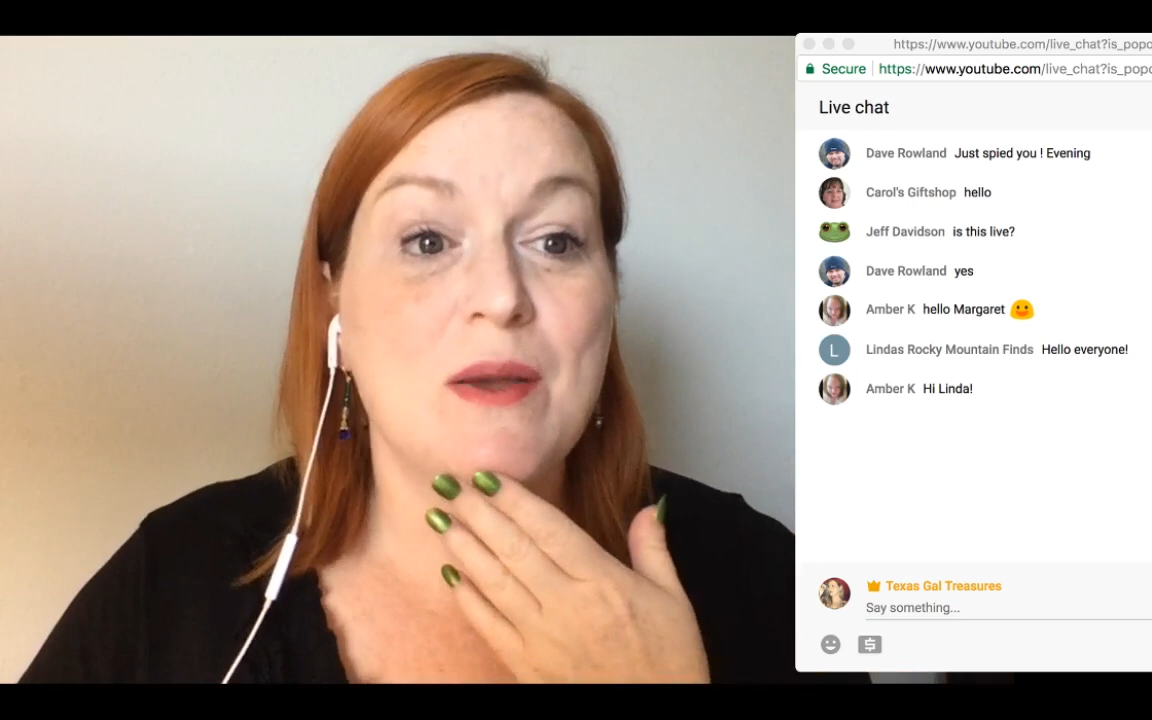 https://www.youtube.com/live_chat?is_popo
Secure https://www.youtube.com/live_chat?is_popo
Live chat
Dave Rowland Just spied you ! Evening
Carol's Giftshop hello
Jeff Davidson is this live?
Dave Rowland yes
Amber K hello Margaret
L Lindas Rocky Mountain Finds Hello everyone!
Amber K Hi Linda!
Texas Gal Treasures
Say something...
$